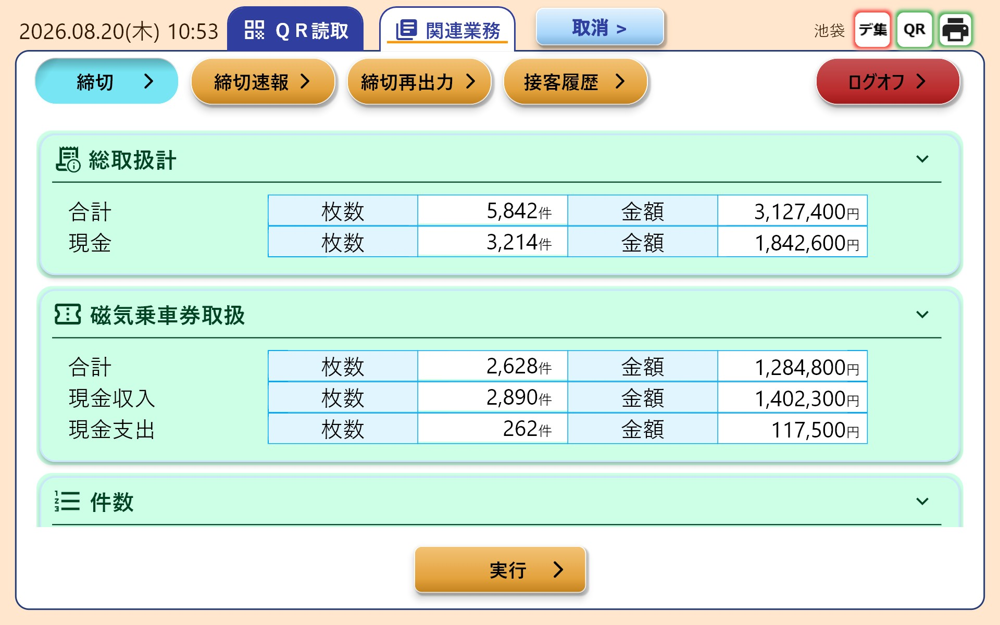 2026.08.20(木) 10:53
ＱＲ読取
関連業務
取消 >
池袋
デ集
QR
締切
締切速報
締切再出力
接客履歴
ログオフ
総取扱計
合計 枚数 5,842件 金額 3,127,400円
現金 枚数 3,214件 金額 1,842,600円
磁気乗車券取扱
合計 枚数 2,628件 金額 1,284,800円
現金収入 枚数 2,890件 金額 1,402,300円
現金支出 枚数 262件 金額 117,500円
件数
実行